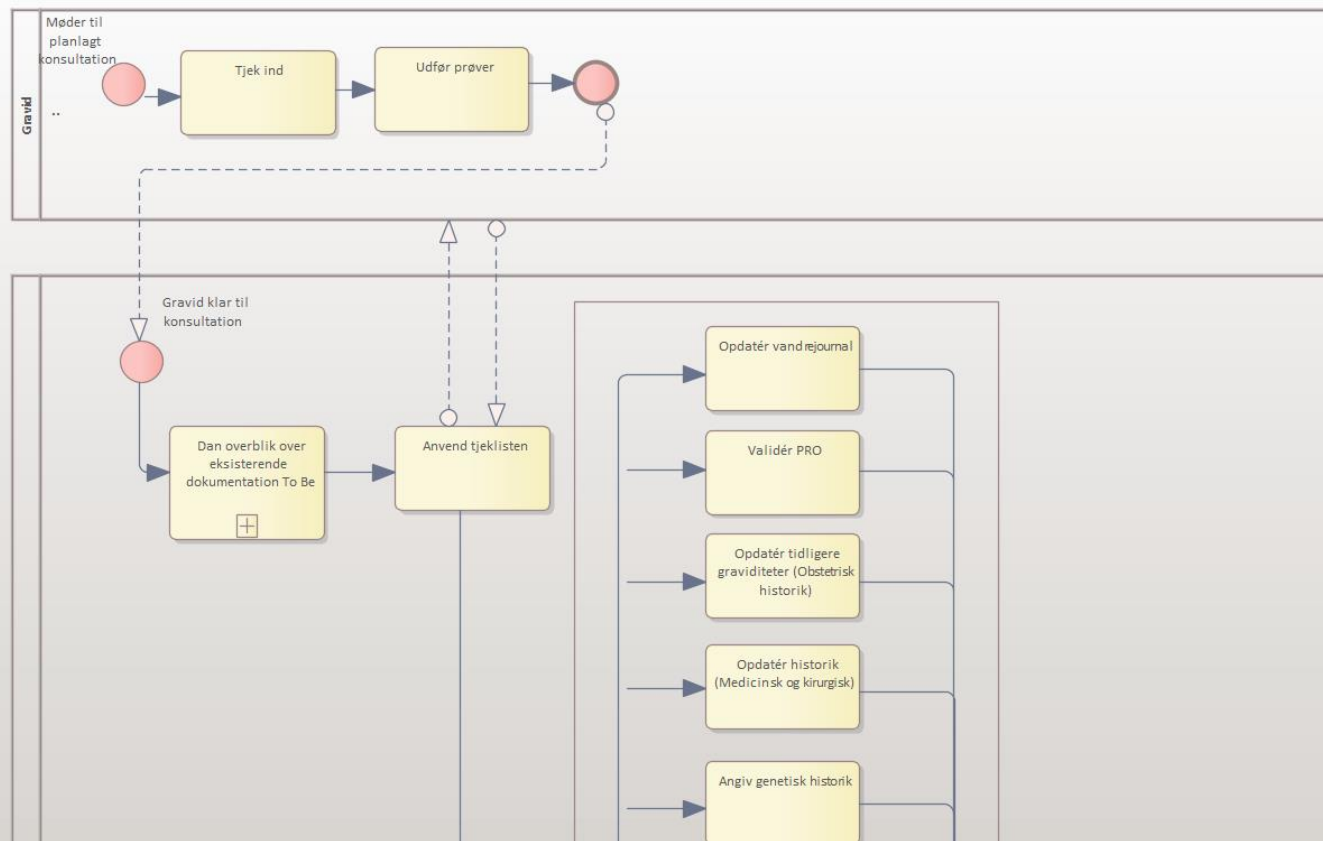 Møder til
planlagt
konsultation
Tjek ind
Udfør prøver
Gravid
..
Gravid klar til
konsultation
Dan overblik over
eksisterende
dokumentation To Be
Anvend tjeklisten
Opdatér vandrejournal
Validér PRO
Opdatér tidligere
graviditeter (Obstetrisk
historik)
Opdatér historik
(Medicinsk og kirurgisk)
Angiv genetisk historik